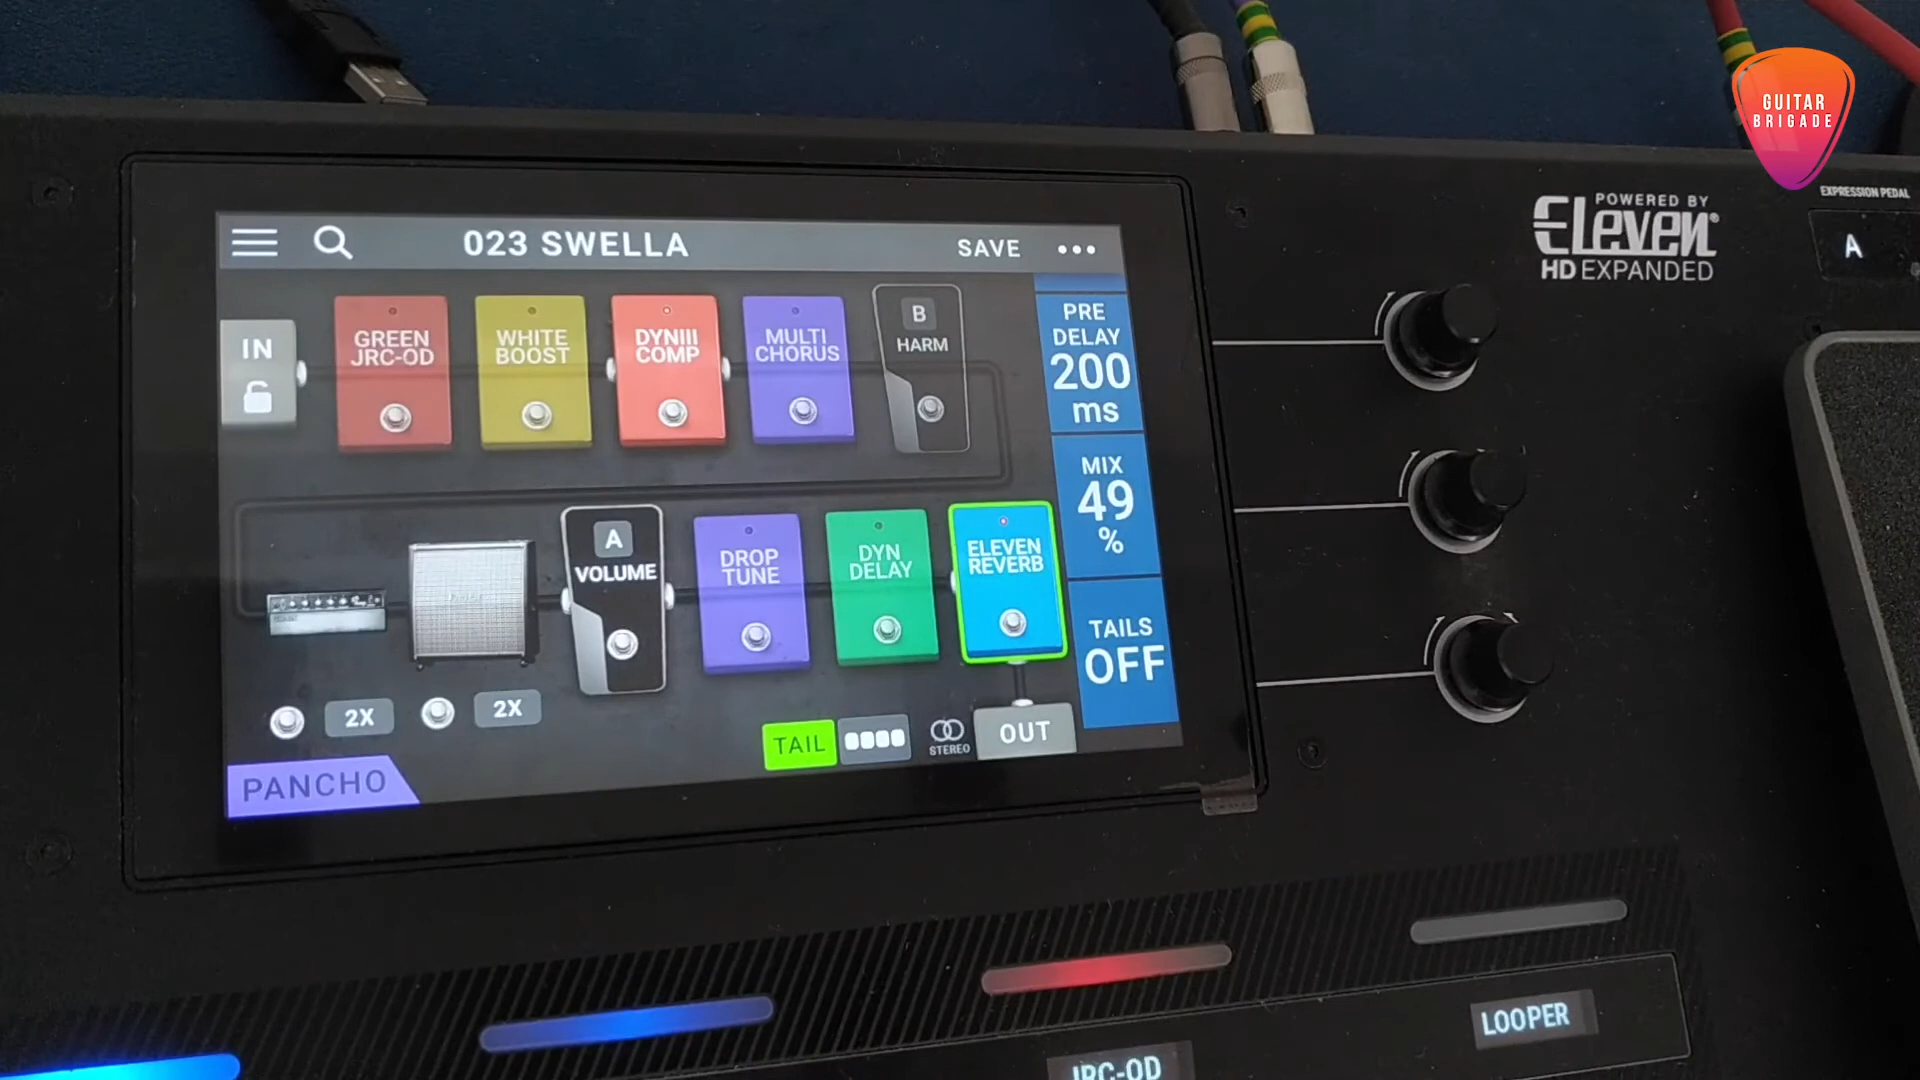 GUITAR
BRIGADE
EXPRESSION PEDAL
A
POWERED BY
ELEVEN®
HD EXPANDED
023 SWELLA
SAVE
IN
GREEN
JRC-OD
WHITE
BOOST
DYNIII
COMP
MULTI
CHORUS
B
HARM
PRE
DELAY
200
ms
MIX
49
%
TAILS
OFF
A
VOLUME
DROP
TUNE
DYN
DELAY
ELEVEN
REVERB
2X
2X
TAIL
STEREO
OUT
PANCHO
LOOPER
JRC-OD